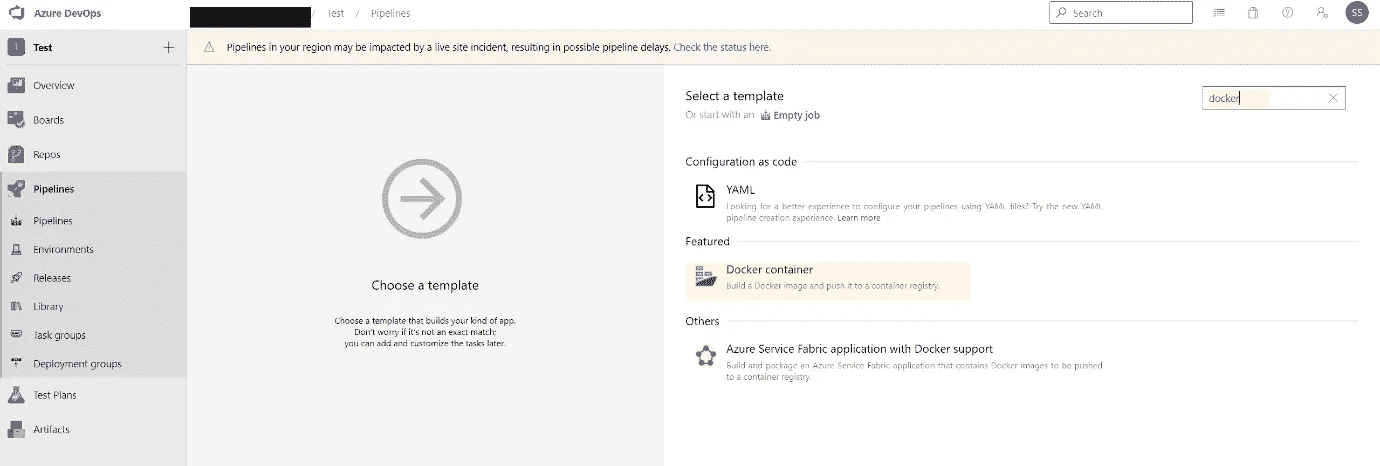 Azure DevOps / Test / Pipelines Search SS
1 Test +
Pipelines in your region may be impacted by a live site incident, resulting in possible pipeline delays. Check the status here.
Overview
Boards
Repos
Pipelines
Pipelines
Environments
Releases
Library
Task groups
Deployment groups
Test Plans
Artifacts
Choose a template
Choose a template that builds your kind of app.
Don't worry if it's not an exact match;
you can add and customize the tasks later.
Select a template
docker
Or start with an Empty job
Configuration as code
YAML
Looking for a better experience to configure your pipelines using YAML files? Try the new YAML
pipeline creation experience. Learn more
Featured
Docker container
Build a Docker image and push it to a container registry.
Others
Azure Service Fabric application with Docker support
Build and package an Azure Service Fabric application that contains Docker images to be pushed
to a container registry.